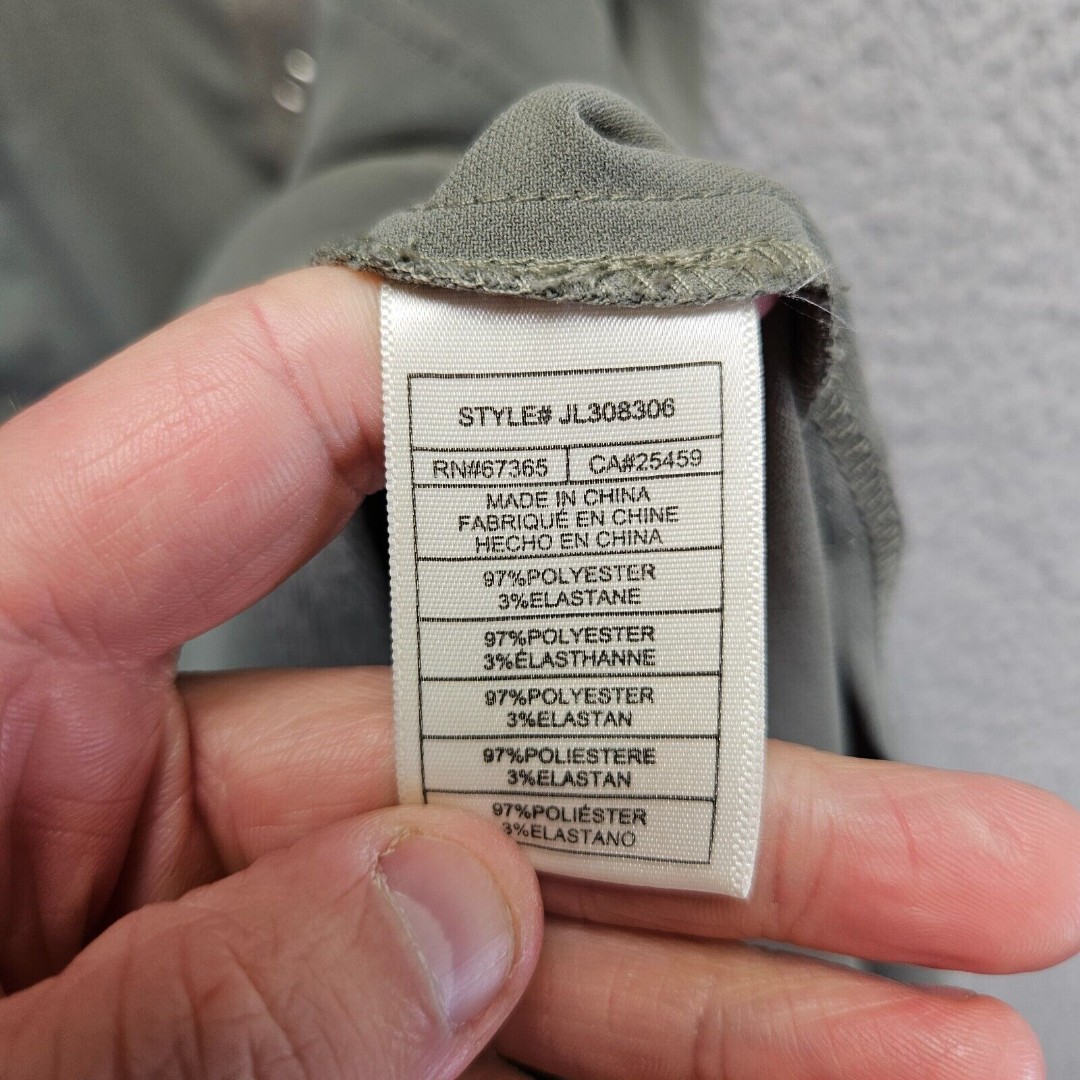 STYLE# JL308306
RN#67365 CA#25459
MADE IN CHINA
FABRIQUÉ EN CHINE
HECHO EN CHINA
97%POLYESTER
3%ELASTANE
97%POLYESTER
3%ÉLASTHANNE
97%POLYESTER
3%ELASTAN
97%POLIESTERE
3%ELASTAN
97%POLIÉSTER
3%ELASTANO